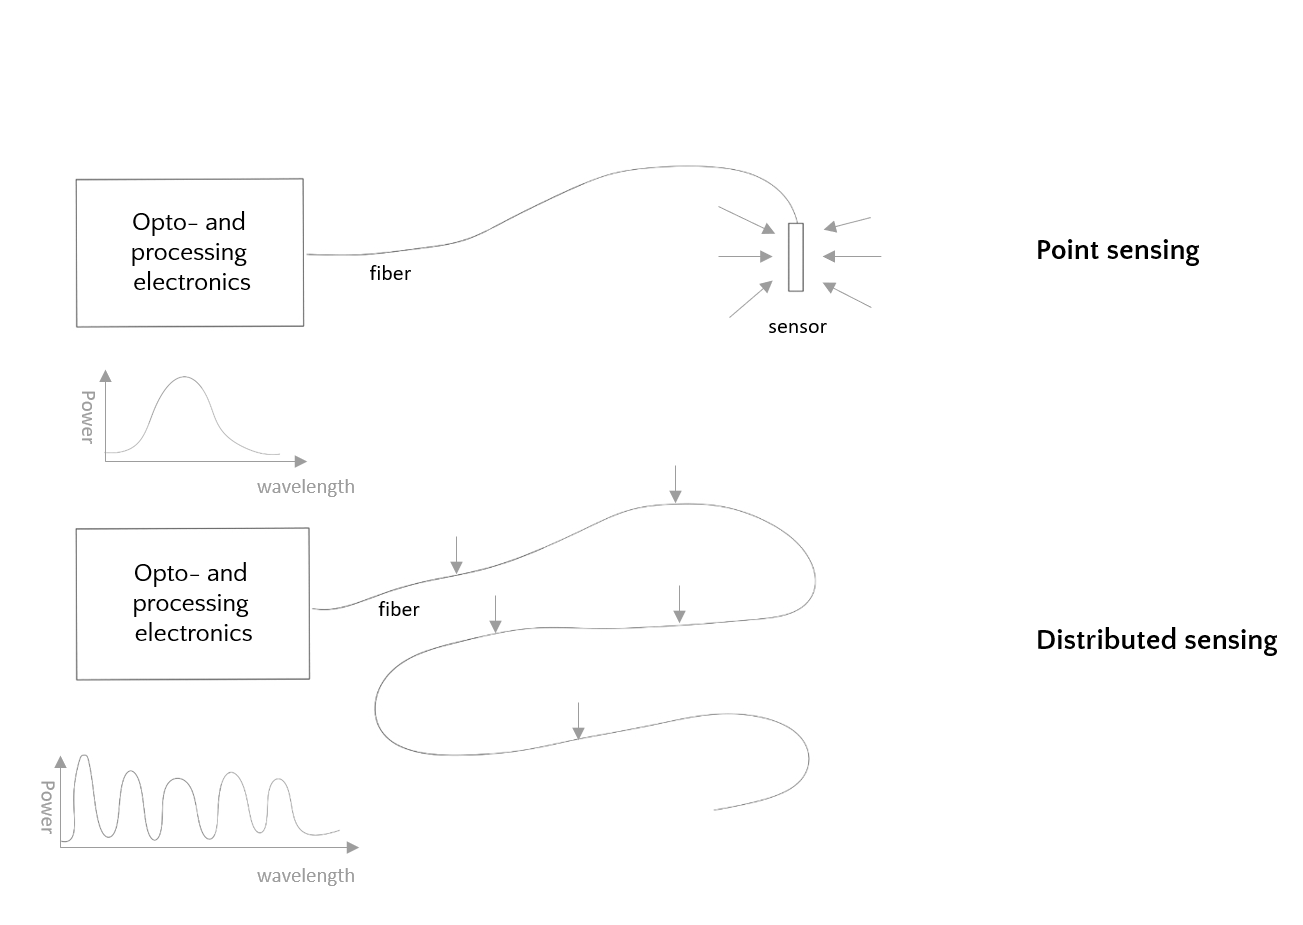 Opto- and
processing
electronics
fiber
sensor
Point sensing
Power
wavelength
Opto- and
processing
electronics
fiber
Distributed sensing
Power
wavelength